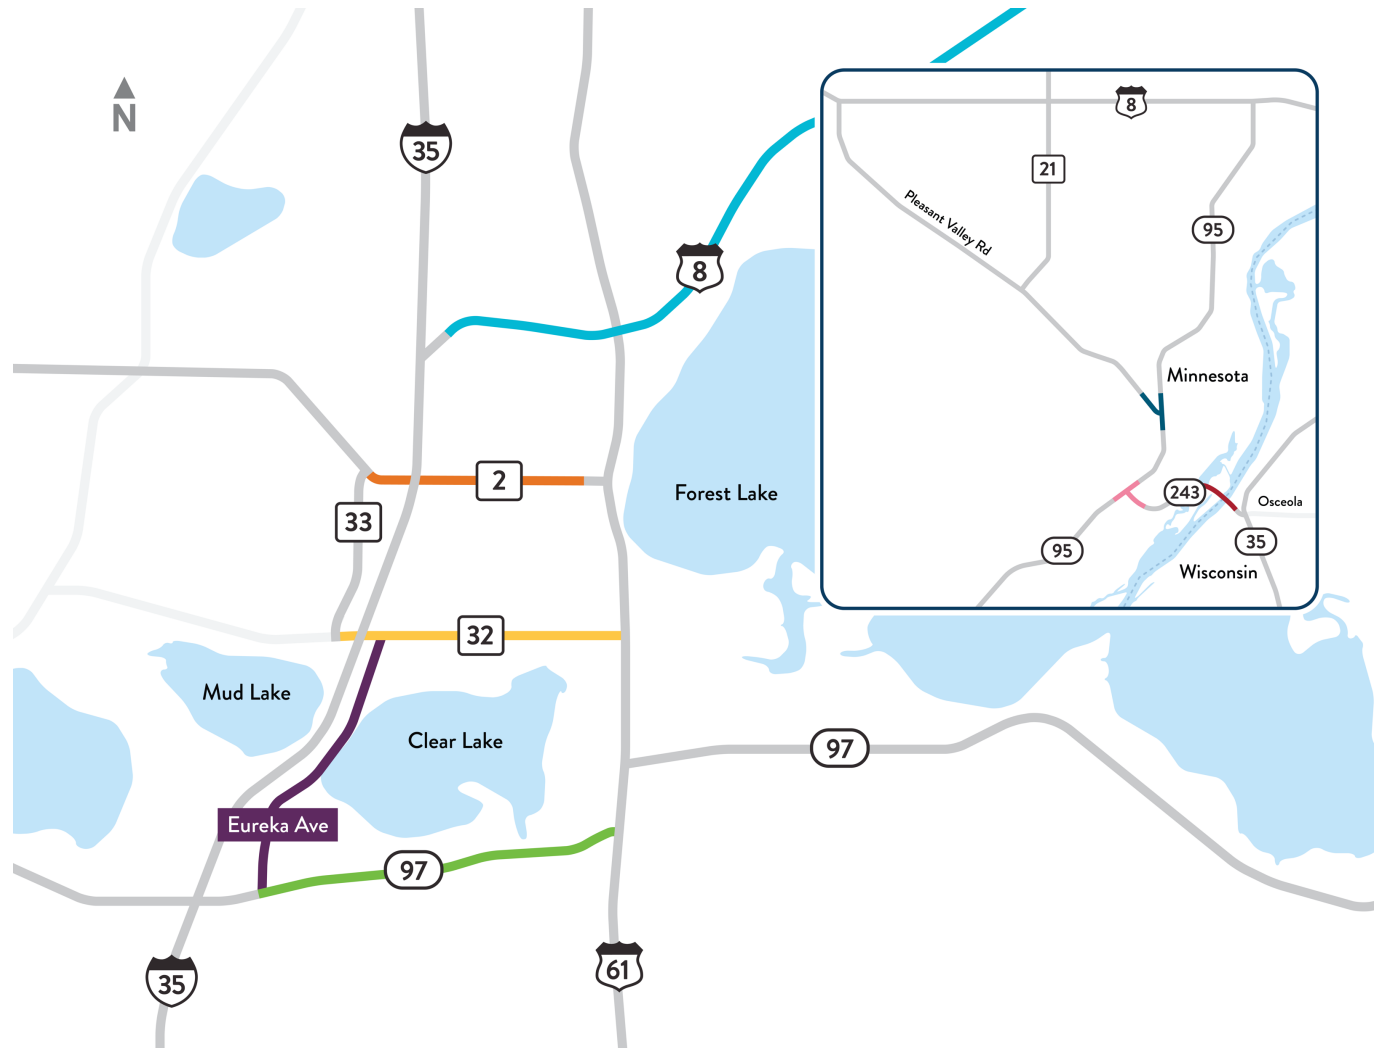 N
35
8
8
21
Pleasant Valley Rd
95
Minnesota
243
Osceola
95
35
Wisconsin
2
Forest Lake
33
32
Mud Lake
Clear Lake
97
Eureka Ave
97
61
35